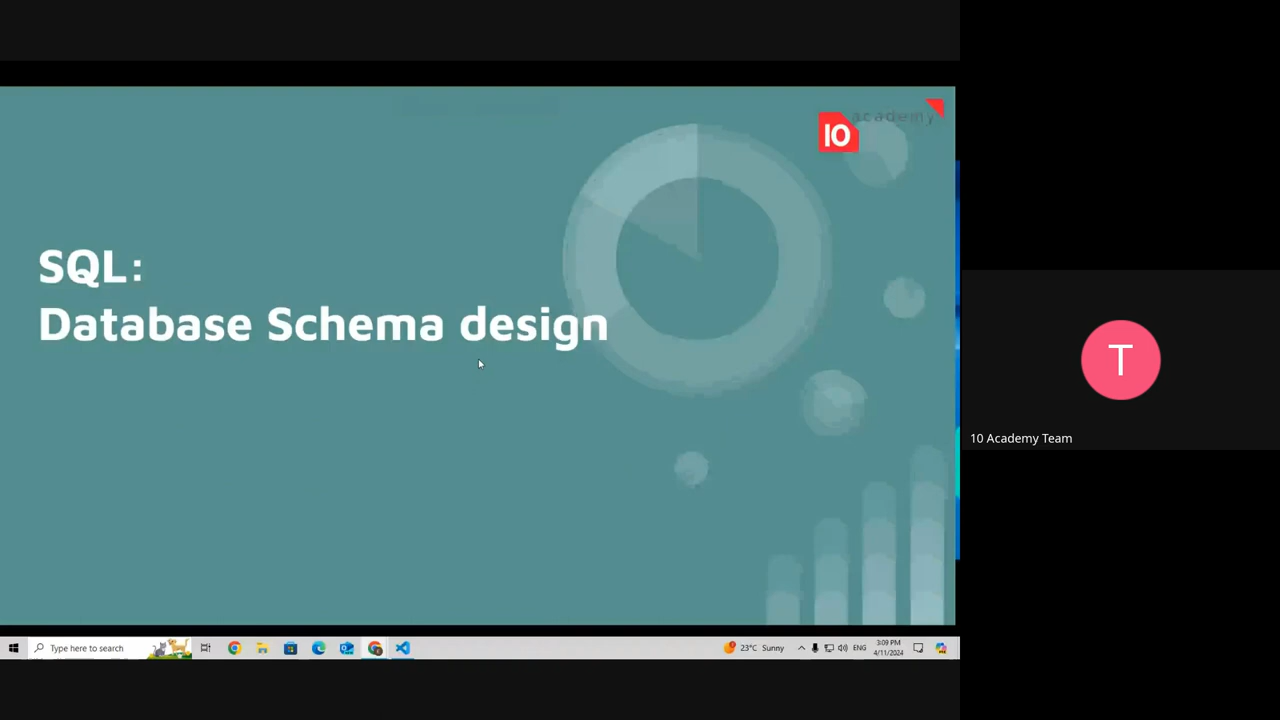 10 academy
SQL:
Database Schema design
T
10 Academy Team
Type here to search
23°C Sunny
ENG
3:09 PM
4/11/2024